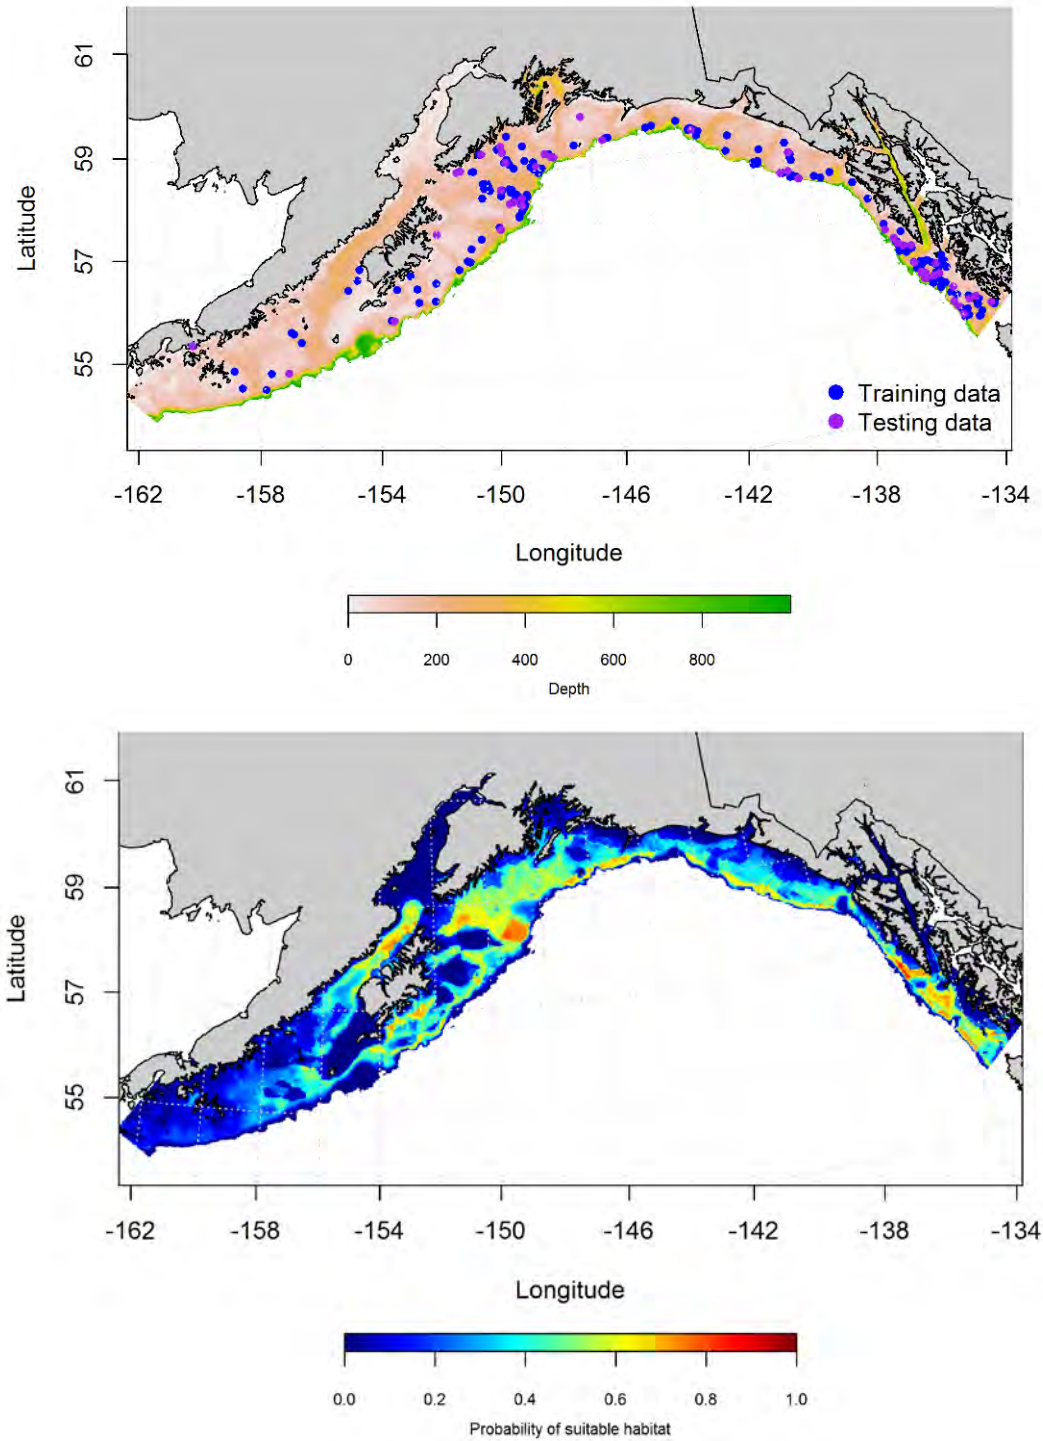 61
59
57
55
Latitude
Training data
Testing data
-162 -158 -154 -150 -146 -142 -138 -134
Longitude
0 200 400 600 800
Depth
61
59
57
55
Latitude
-162 -158 -154 -150 -146 -142 -138 -134
Longitude
0.0 0.2 0.4 0.6 0.8 1.0
Probability of suitable habitat